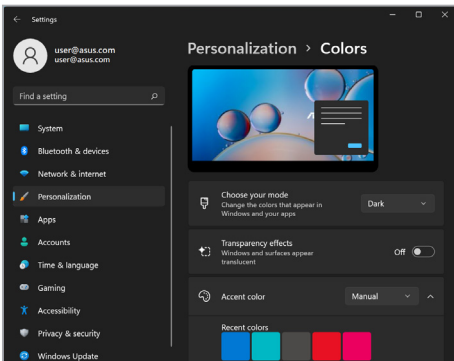 Settings
user@asus.com
user@asus.com
Find a setting
System
Bluetooth & devices
Network & internet
Personalization
Apps
Accounts
Time & language
Gaming
Accessibility
Privacy & security
Windows Update
Personalization > Colors
Choose your mode
Change the colors that appear in
Windows and your apps
Dark
Transparency effects
Windows and surfaces appear
translucent
Off
Accent color
Manual
Recent colors